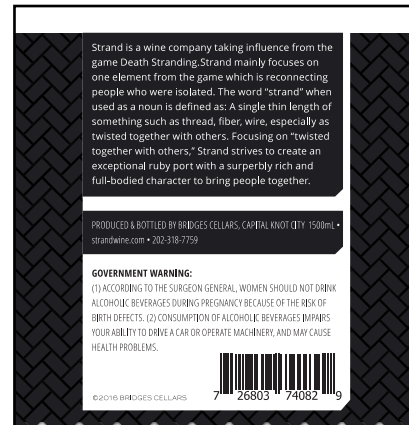 Strand is a wine company taking influence from the
game Death Stranding.Strand mainly focuses on
one element from the game which is reconnecting
people who were isolated. The word “strand” when
used as a noun is defined as: A single thin length of
something such as thread, fiber, wire, especially as
twisted together with others. Focusing on “twisted
together with others,” Strand strives to create an
exceptional ruby port with a surperbly rich and
full-bodied character to bring people together.
PRODUCED & BOTTLED BY BRIDGES CELLARS, CAPITAL KNOT CITY 1500mL •
strandwine.com • 202-318-7759
GOVERNMENT WARNING:
(1) ACCORDING TO THE SURGEON GENERAL, WOMEN SHOULD NOT DRINK
ALCOHOLIC BEVERAGES DURING PREGNANCY BECAUSE OF THE RISK OF
BIRTH DEFECTS. (2) CONSUMPTION OF ALCOHOLIC BEVERAGES IMPAIRS
YOUR ABILITY TO DRIVE A CAR OR OPERATE MACHINERY, AND MAY CAUSE
HEALTH PROBLEMS.
©2016 BRIDGES CELLARS
7 26803 74082 9